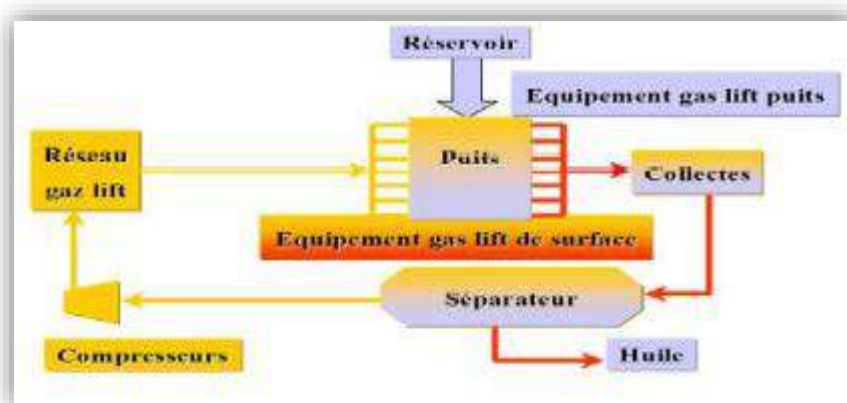 Réservoir
Equipement gas lift puits
Réseau
gaz lift
Puits
Collectes
Equipement gas lift de surface
Séparateur
Compresseurs
Huile